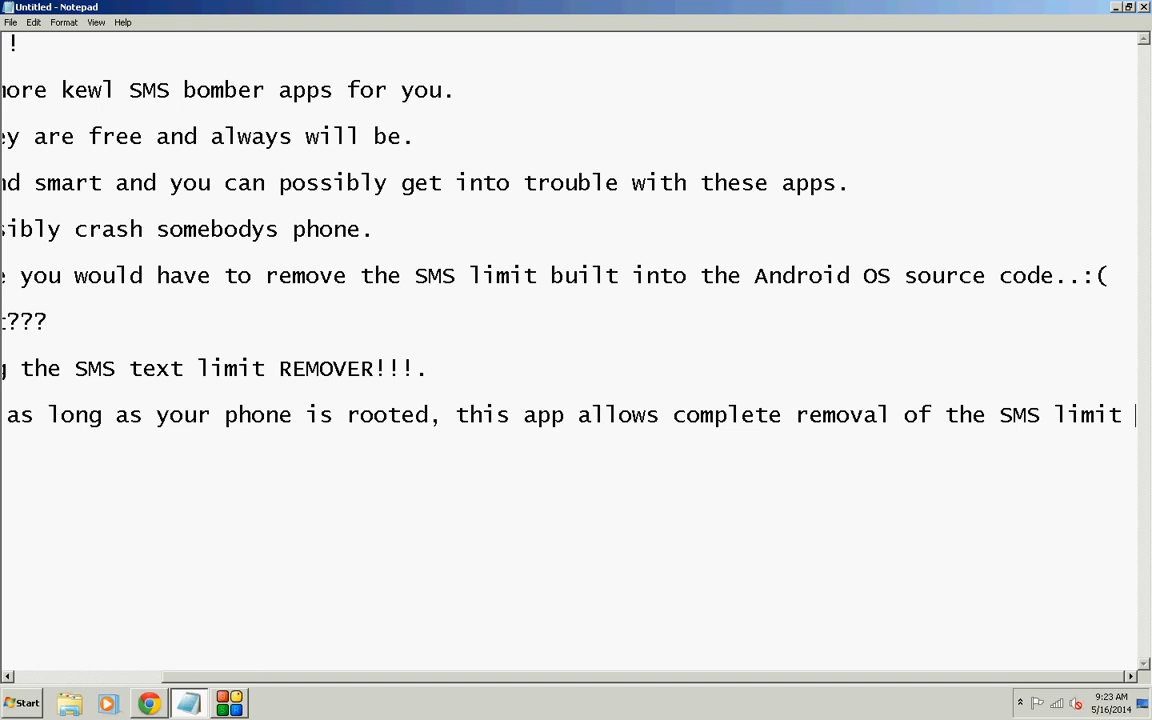 Untitled - Notepad
File Edit Format View Help
!
more kewl SMS bomber apps for you.
ey are free and always will be.
nd smart and you can possibly get into trouble with these apps.
sibly crash somebodys phone.
e you would have to remove the SMS limit built into the Android OS source code..:(
t???
g the SMS text limit REMOVER!!!.
as long as your phone is rooted, this app allows complete removal of the SMS limit
Start
9:23 AM
5/16/2014